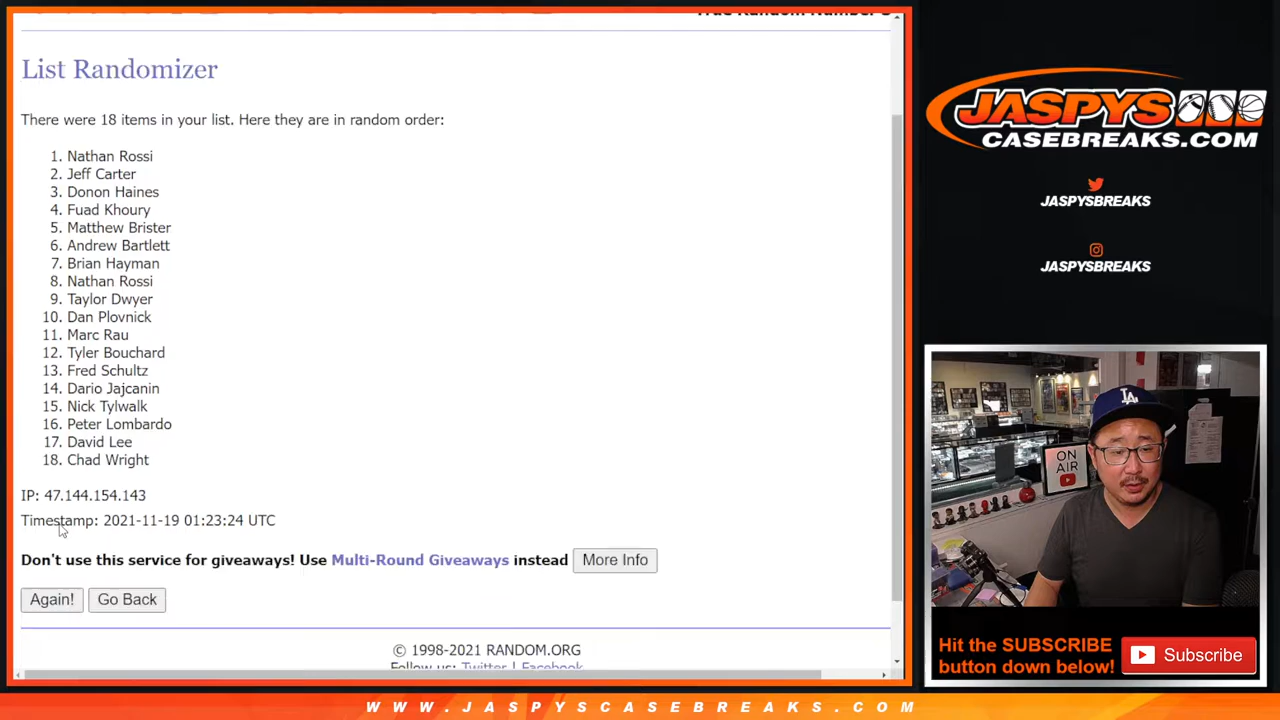 List Randomizer
There were 18 items in your list. Here they are in random order:
1. Nathan Rossi
2. Jeff Carter
3. Donon Haines
4. Fuad Khoury
5. Matthew Brister
6. Andrew Bartlett
7. Brian Hayman
8. Nathan Rossi
9. Taylor Dwyer
10. Dan Plovnick
11. Marc Rau
12. Tyler Bouchard
13. Fred Schultz
14. Dario Jajcanin
15. Nick Tylwalk
16. Peter Lombardo
17. David Lee
18. Chad Wright
IP: 47.144.154.143
Timestamp: 2021-11-19 01:23:24 UTC
Don't use this service for giveaways! Use Multi-Round Giveaways instead More Info
Again! Go Back
© 1998-2021 RANDOM.ORG
Follow us: Twitter | Facebook
JASPYS
CASEBREAKS.COM
JASPYSBREAKS
JASPYSBREAKS
LA
ON
AIR
Hit the SUBSCRIBE
button down below!
Subscribe
WWW.JASPYSCASEBREAKS.COM